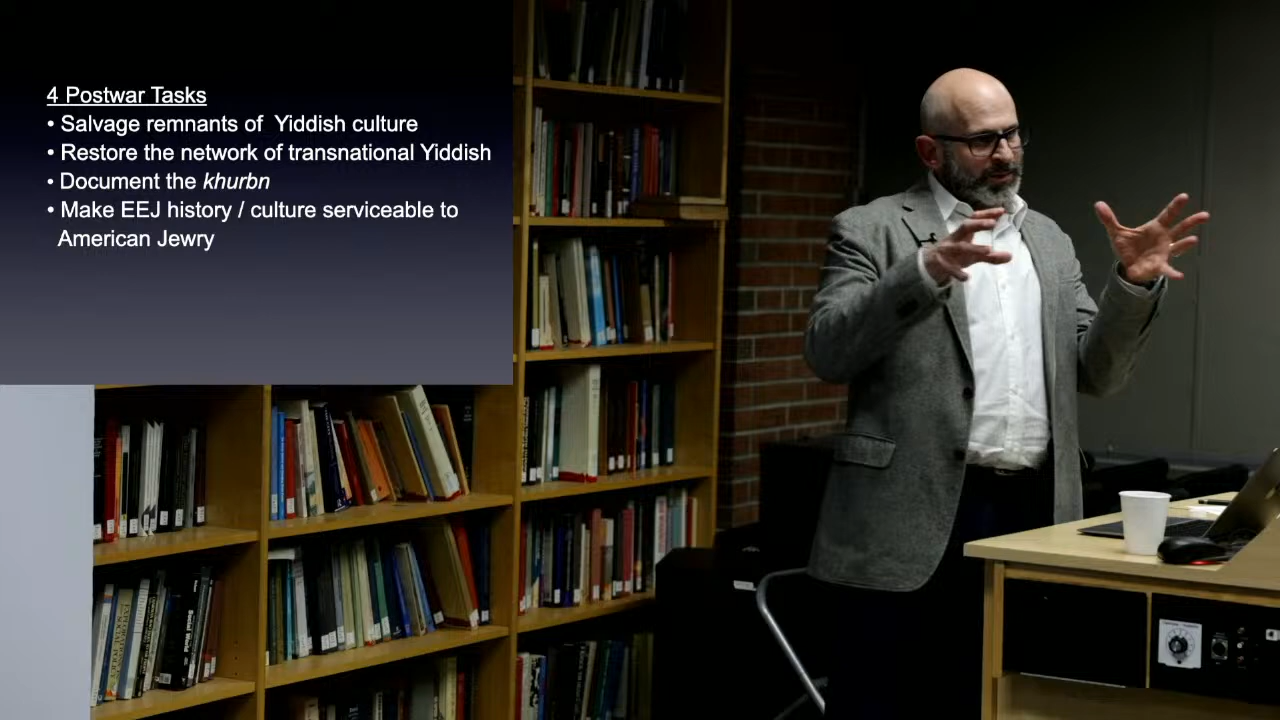 4 Postwar Tasks
• Salvage remnants of  Yiddish culture
• Restore the network of transnational Yiddish
• Document the khurbn
• Make EEJ history / culture serviceable to
American Jewry